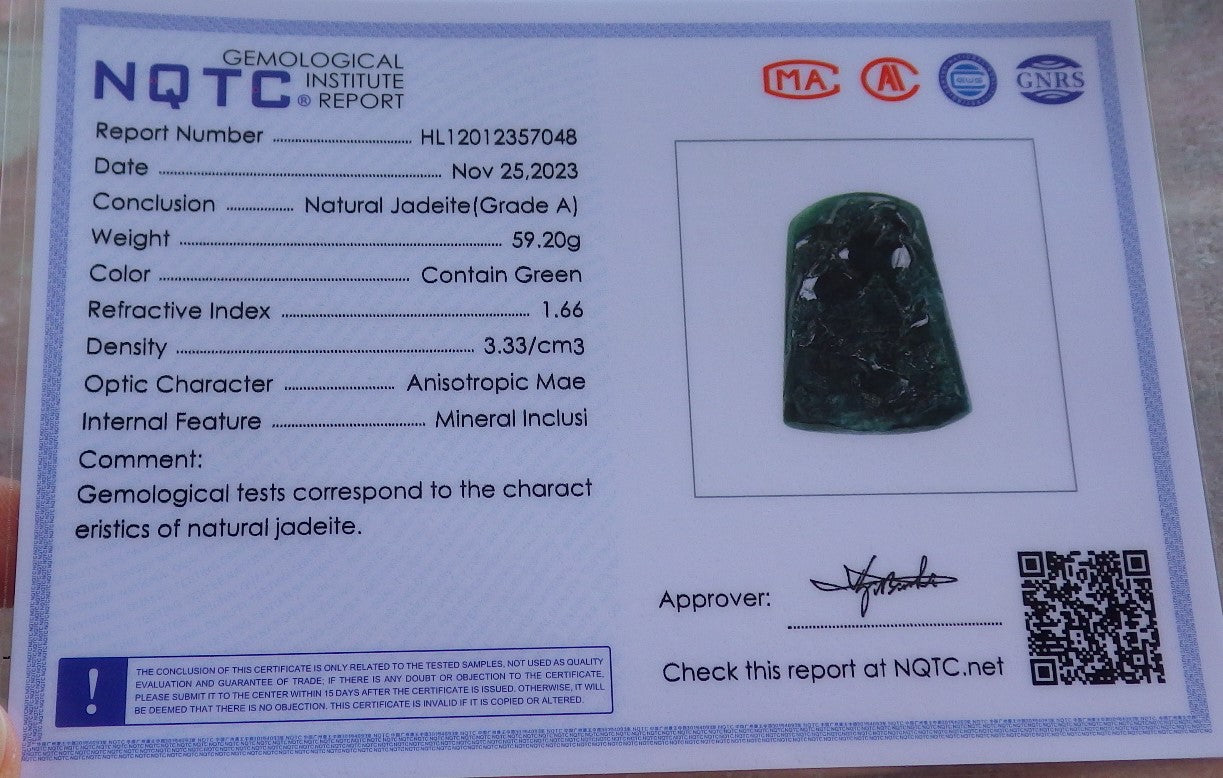 NQTC
GEMOLOGICAL
INSTITUTE
® REPORT
MA
GNRS
Report Number ........ HL12012357048
Date ........ Nov 25,2023
Conclusion ........ Natural Jadeite(Grade A)
Weight ........ 59.20g
Color ........ Contain Green
Refractive Index ........ 1.66
Density ........ 3.33/cm3
Optic Character ........ Anisotropic Mae
Internal Feature ........ Mineral Inclusi
Comment:
Gemological tests correspond to the charact
eristics of natural jadeite.
Approver:
Check this report at NQTC.net
!
THE CONCLUSION OF THIS CERTIFICATE IS ONLY RELATED TO THE TESTED SAMPLES, NOT USED AS QUALITY
EVALUATION AND GUARANTEE OF TRADE; IF THERE IS ANY DOUBT OR OBJECTION TO THE CERTIFICATE,
PLEASE SUBMIT IT TO THE CENTER WITHIN 15 DAYS AFTER THE CERTIFICATE IS ISSUED. OTHERWISE, IT WILL
BE DEEMED THAT THERE IS NO OBJECTION. THIS CERTIFICATE IS INVALID IF IT IS COPIED OR ALTERED.